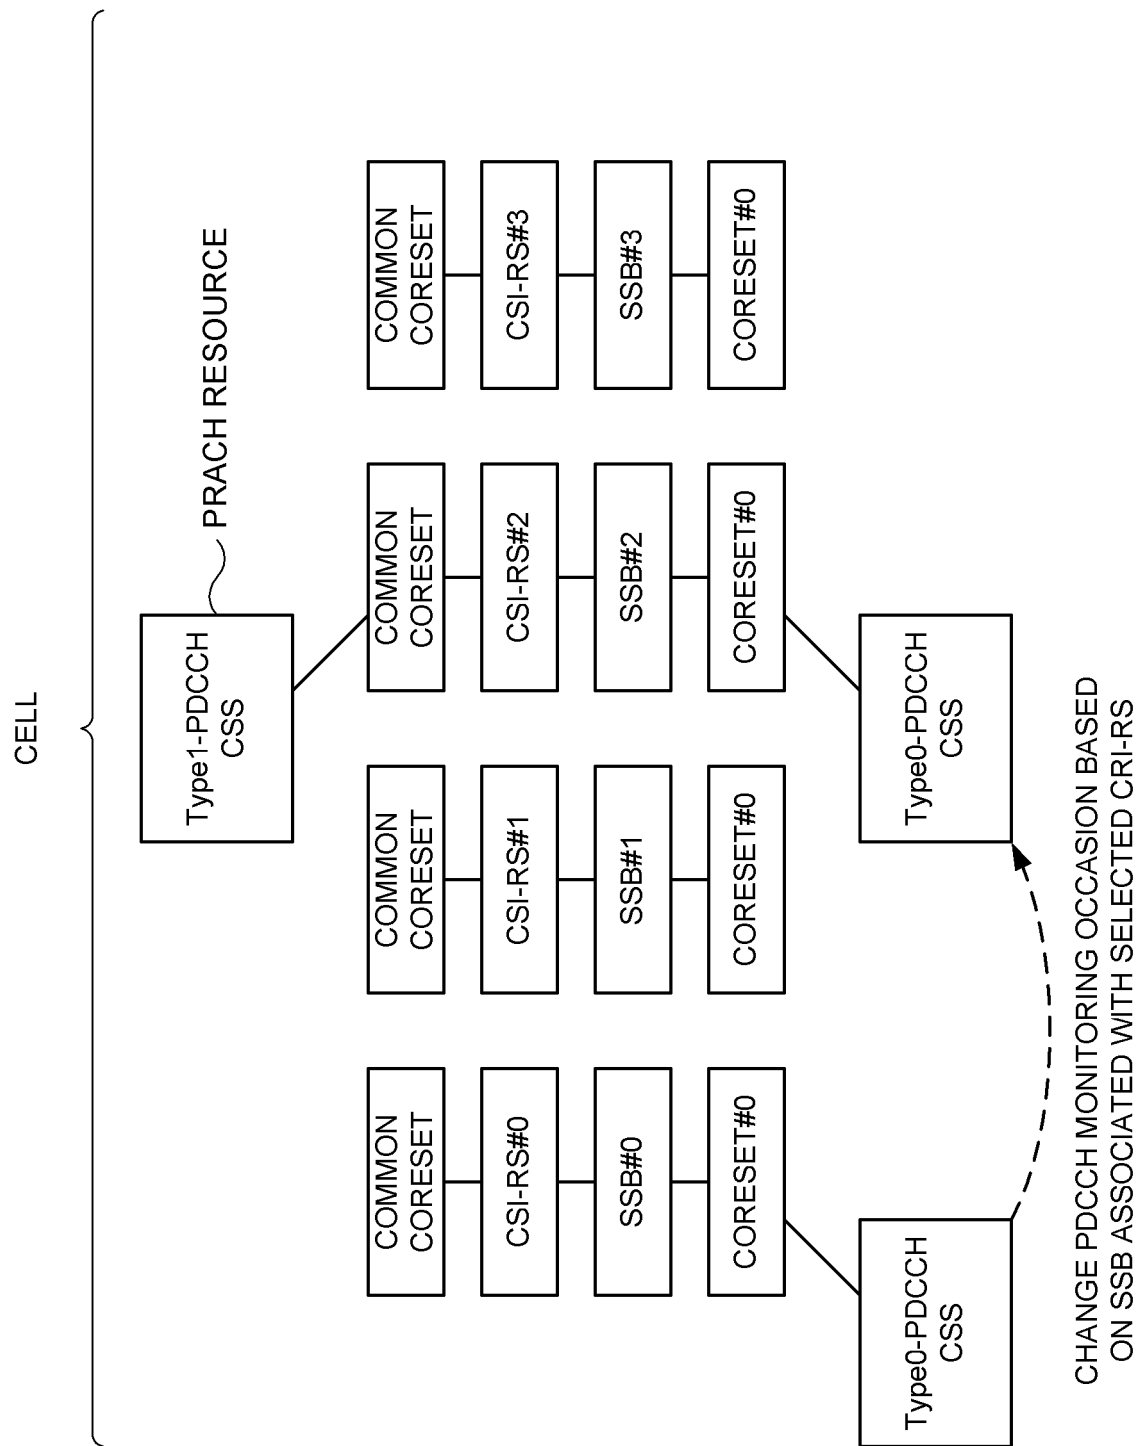 CELL
Type1-PDCCH
CSS
PRACH RESOURCE
COMMON
CORESET
CSI-RS#0
SSB#0
CORESET#0
COMMON
CORESET
CSI-RS#1
SSB#1
CORESET#0
COMMON
CORESET
CSI-RS#2
SSB#2
CORESET#0
COMMON
CORESET
CSI-RS#3
SSB#3
CORESET#0
Type0-PDCCH
CSS
Type0-PDCCH
CSS
CHANGE PDCCH MONITORING OCCASION BASED
ON SSB ASSOCIATED WITH SELECTED CRI-RS